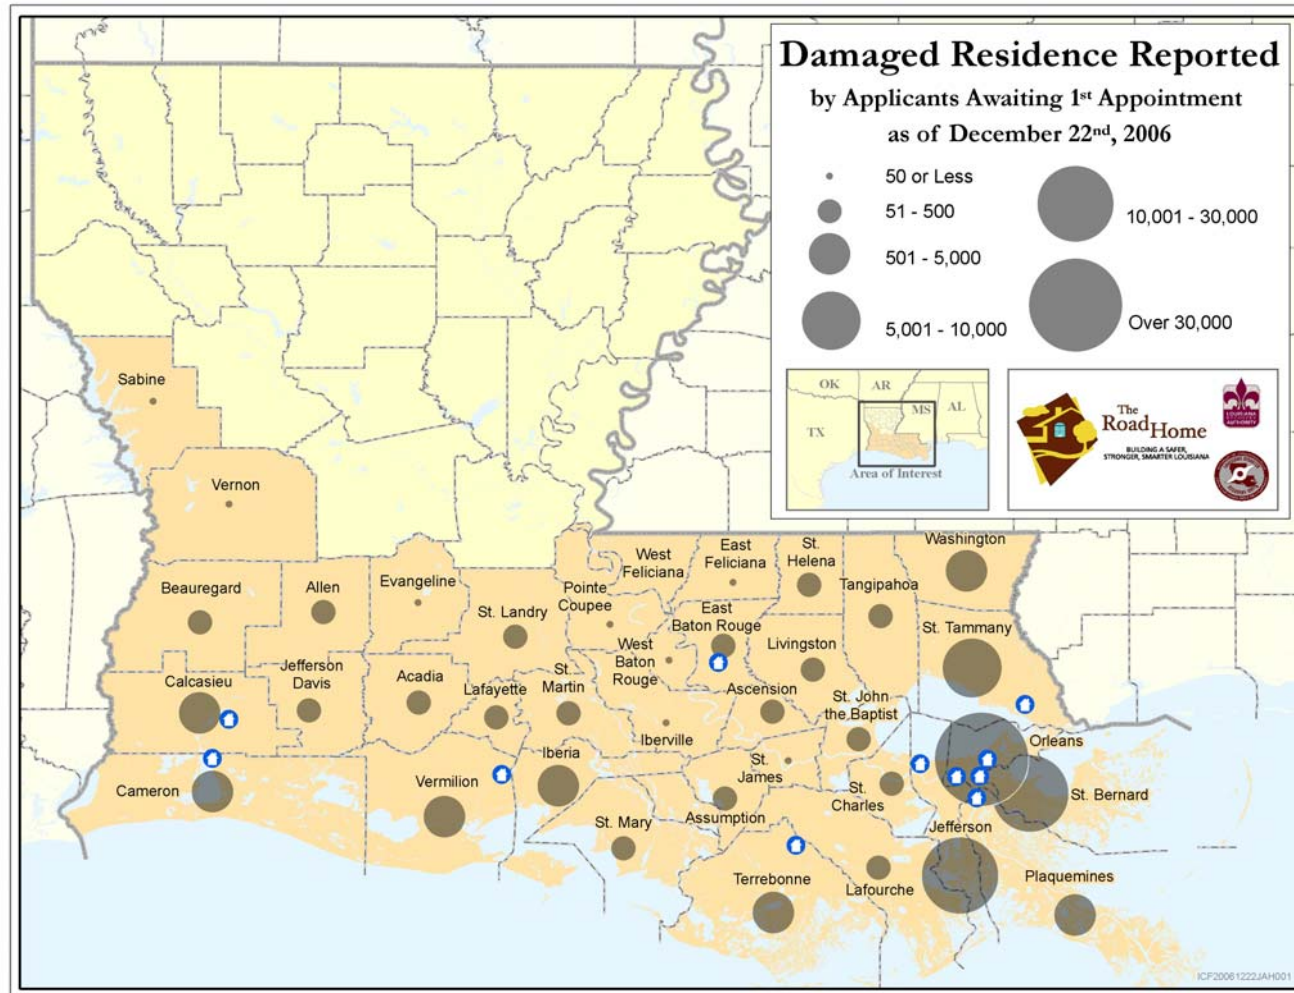 Damaged Residence Reported
by Applicants Awaiting 1st Appointment
as of December 22nd, 2006
50 or Less
51 - 500
501 - 5,000
5,001 - 10,000
10,001 - 30,000
Over 30,000
OK
AR
TX
MS
AL
Area of Interest
The
Road Home
BUILDING A SAFER,
STRONGER, SMARTER LOUISIANA
LOUISIANA
RECOVERY
AUTHORITY
Sabine
Vernon
Beauregard
Allen
Evangeline
St. Landry
Pointe
Coupee
West
Feliciana
East
Feliciana
St.
Helena
Tangipahoa
Washington
East
Baton Rouge
West
Baton
Rouge
Livingston
St. Tammany
Calcasieu
Jefferson
Davis
Acadia
Lafayette
St.
Martin
Iberville
Ascension
St. John
the Baptist
Orleans
Cameron
Vermilion
Iberia
St.
James
St.
Charles
St. Bernard
St. Mary
Assumption
Jefferson
Terrebonne
Lafourche
Plaquemines
ICF20061222JAH001